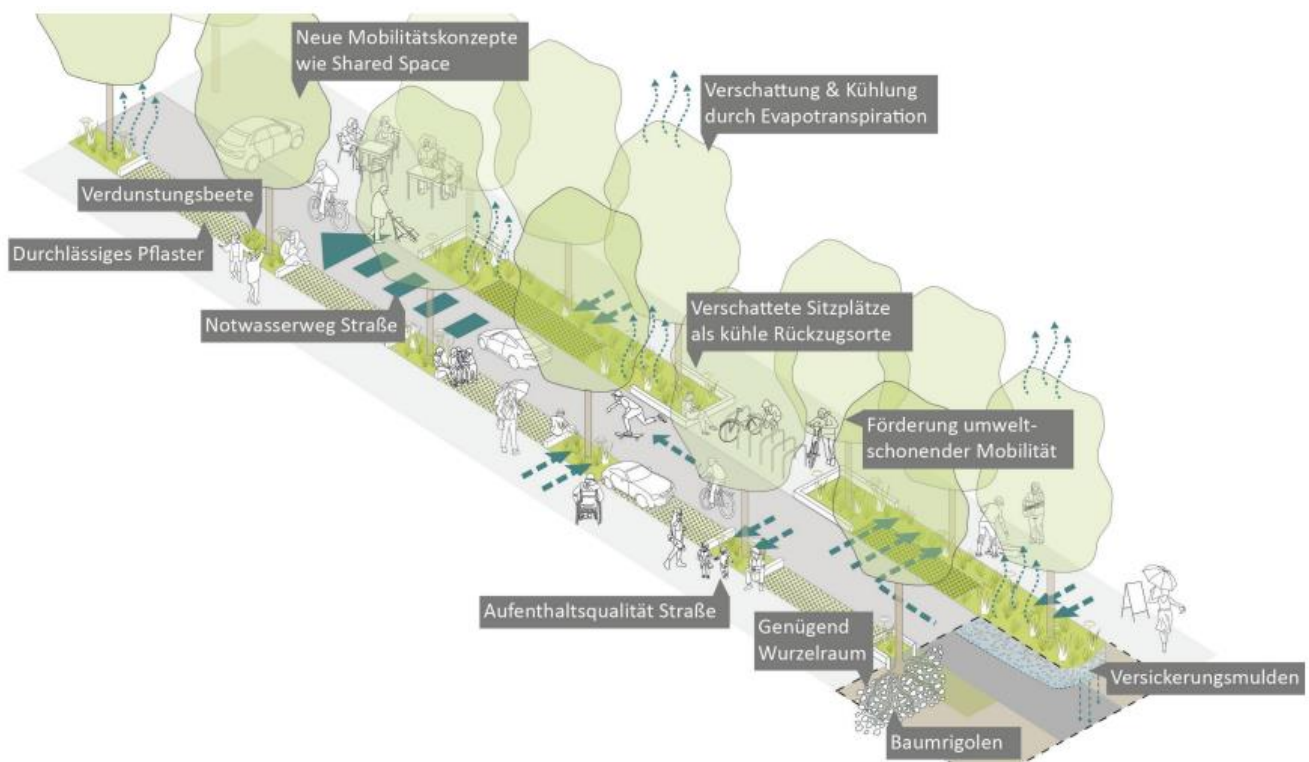 Neue Mobilitätskonzepte
wie Shared Space
Verschattung & Kühlung
durch Evapotranspiration
Verdunstungsbeete
Durchlässiges Pflaster
Notwasserweg Straße
Verschattete Sitzplätze
als kühle Rückzugsorte
Förderung umwelt-
schonender Mobilität
Aufenthaltsqualität Straße
Genügend
Wurzelraum
Versickerungsmulden
Baumrigolen